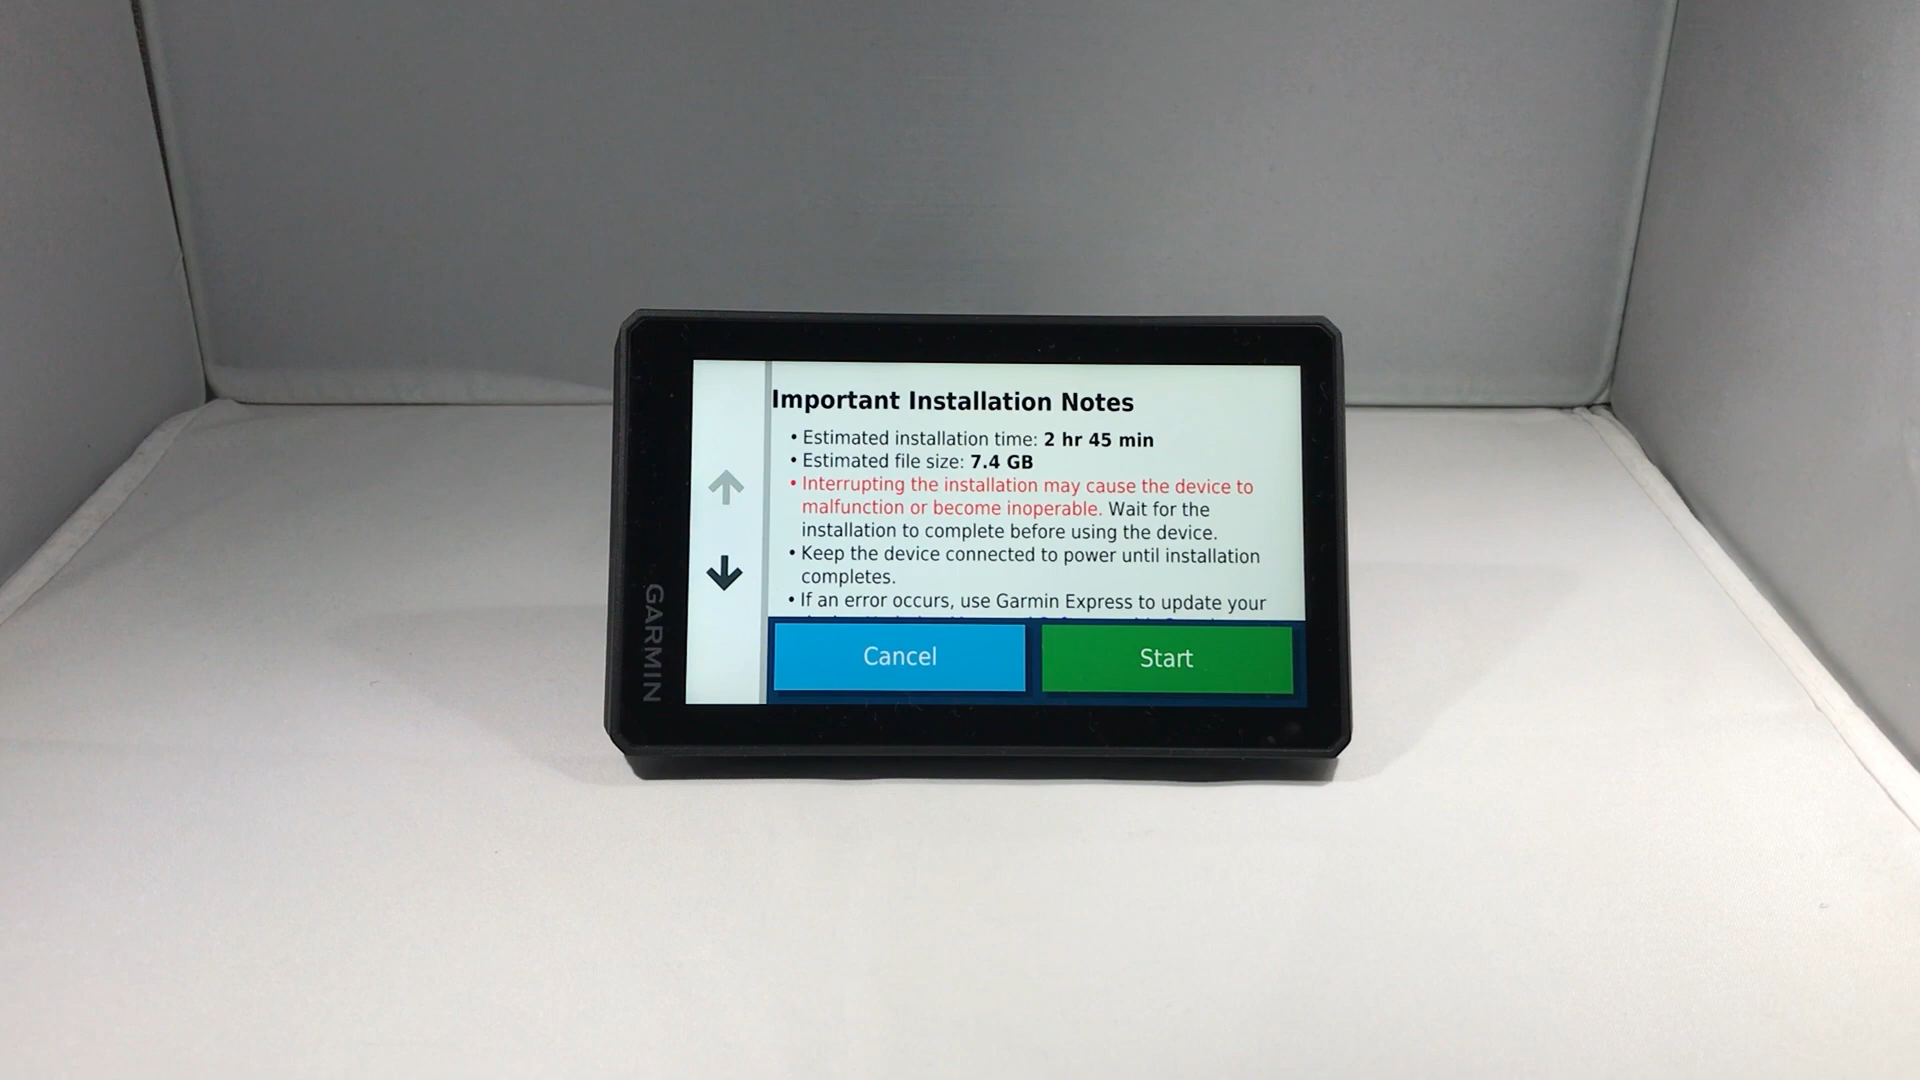 Important Installation Notes
• Estimated installation time: 2 hr 45 min
• Estimated file size: 7.4 GB
• Interrupting the installation may cause the device to
malfunction or become inoperable. Wait for the
installation to complete before using the device.
• Keep the device connected to power until installation
completes.
• If an error occurs, use Garmin Express to update your
Cancel
Start
GARMIN